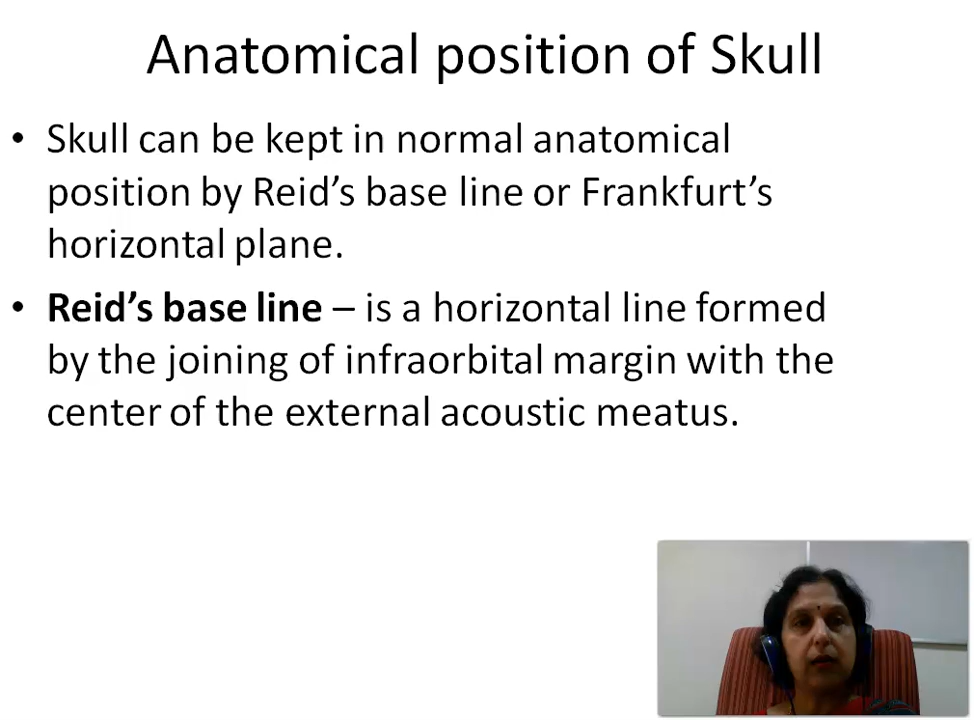 Anatomical position of Skull
• Skull can be kept in normal anatomical
position by Reid’s base line or Frankfurt’s
horizontal plane.
• Reid’s base line – is a horizontal line formed
by the joining of infraorbital margin with the
center of the external acoustic meatus.